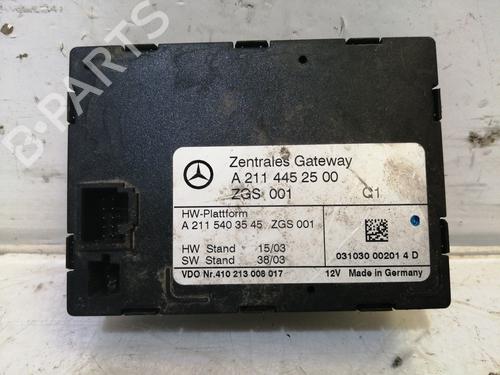 B-PARTS
Zentrales Gateway
A 211 445 25 00
ZGS 001 G1
HW-Plattform
A 211 540 35 45 ZGS 001
HW Stand 15/03
SW Stand 38/03
031030 00201 4 D
VDO Nr.410 213 008 017 12V Made in Germany